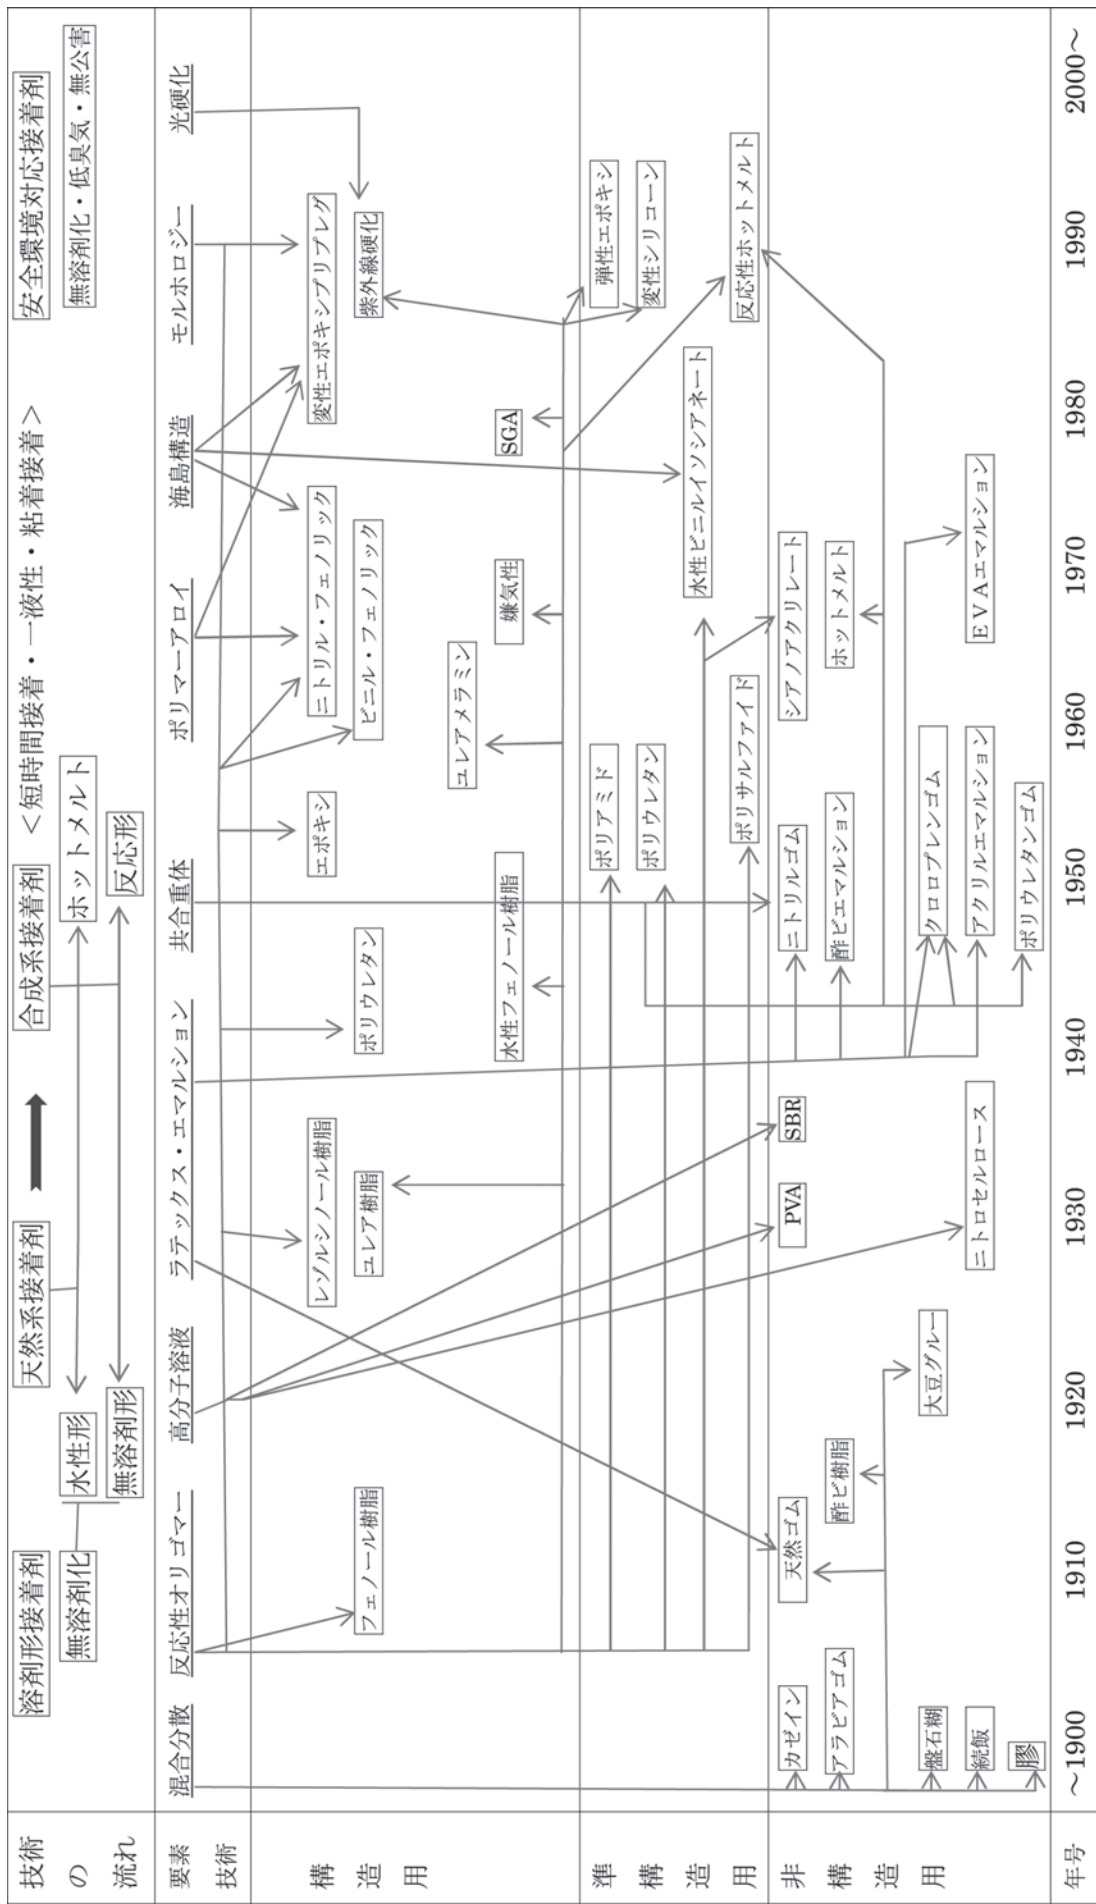 技術の流れ
溶剤形接着剤
天然系接着剤
合成系接着剤
＜短時間接着・一液性・粘着接着＞
安全環境対応接着剤
無溶剤化
水性形
ホットメルト
無溶剤化・低臭気・無公害
無溶剤形
反応形
要素技術
混合分散
反応性オリゴマー
高分子溶液
ラテックス・エマルション
共合重体
ポリマーアロイ
海島構造
モルホロジー
光硬化
構造用
レゾルシノール樹脂
エポキシ
ニトリル・フェノリック
変性エポキシプリプレグ
フェノール樹脂
ユレア樹脂
ポリウレタン
ビニル・フェノリック
紫外線硬化
ユレアメラミン
水性フェノール樹脂
嫌気性
SGA
準構造用
ポリアミド
弾性エポキシ
ポリウレタン
変性シリコーン
水性ビニルイソシアネート
ポリサルファイド
反応性ホットメルト
非構造用
カゼイン
天然ゴム
PVA
SBR
ニトリルゴム
シアノアクリレート
アラビアゴム
酢ビ樹脂
酢ビエマルション
ホットメルト
盤石糊
大豆グルー
クロロプレンゴム
続飯
ニトロセルロース
アクリルエマルション
ＥＶＡエマルション
膠
ポリウレタンゴム
年号
～1900
1910
1920
1930
1940
1950
1960
1970
1980
1990
2000～